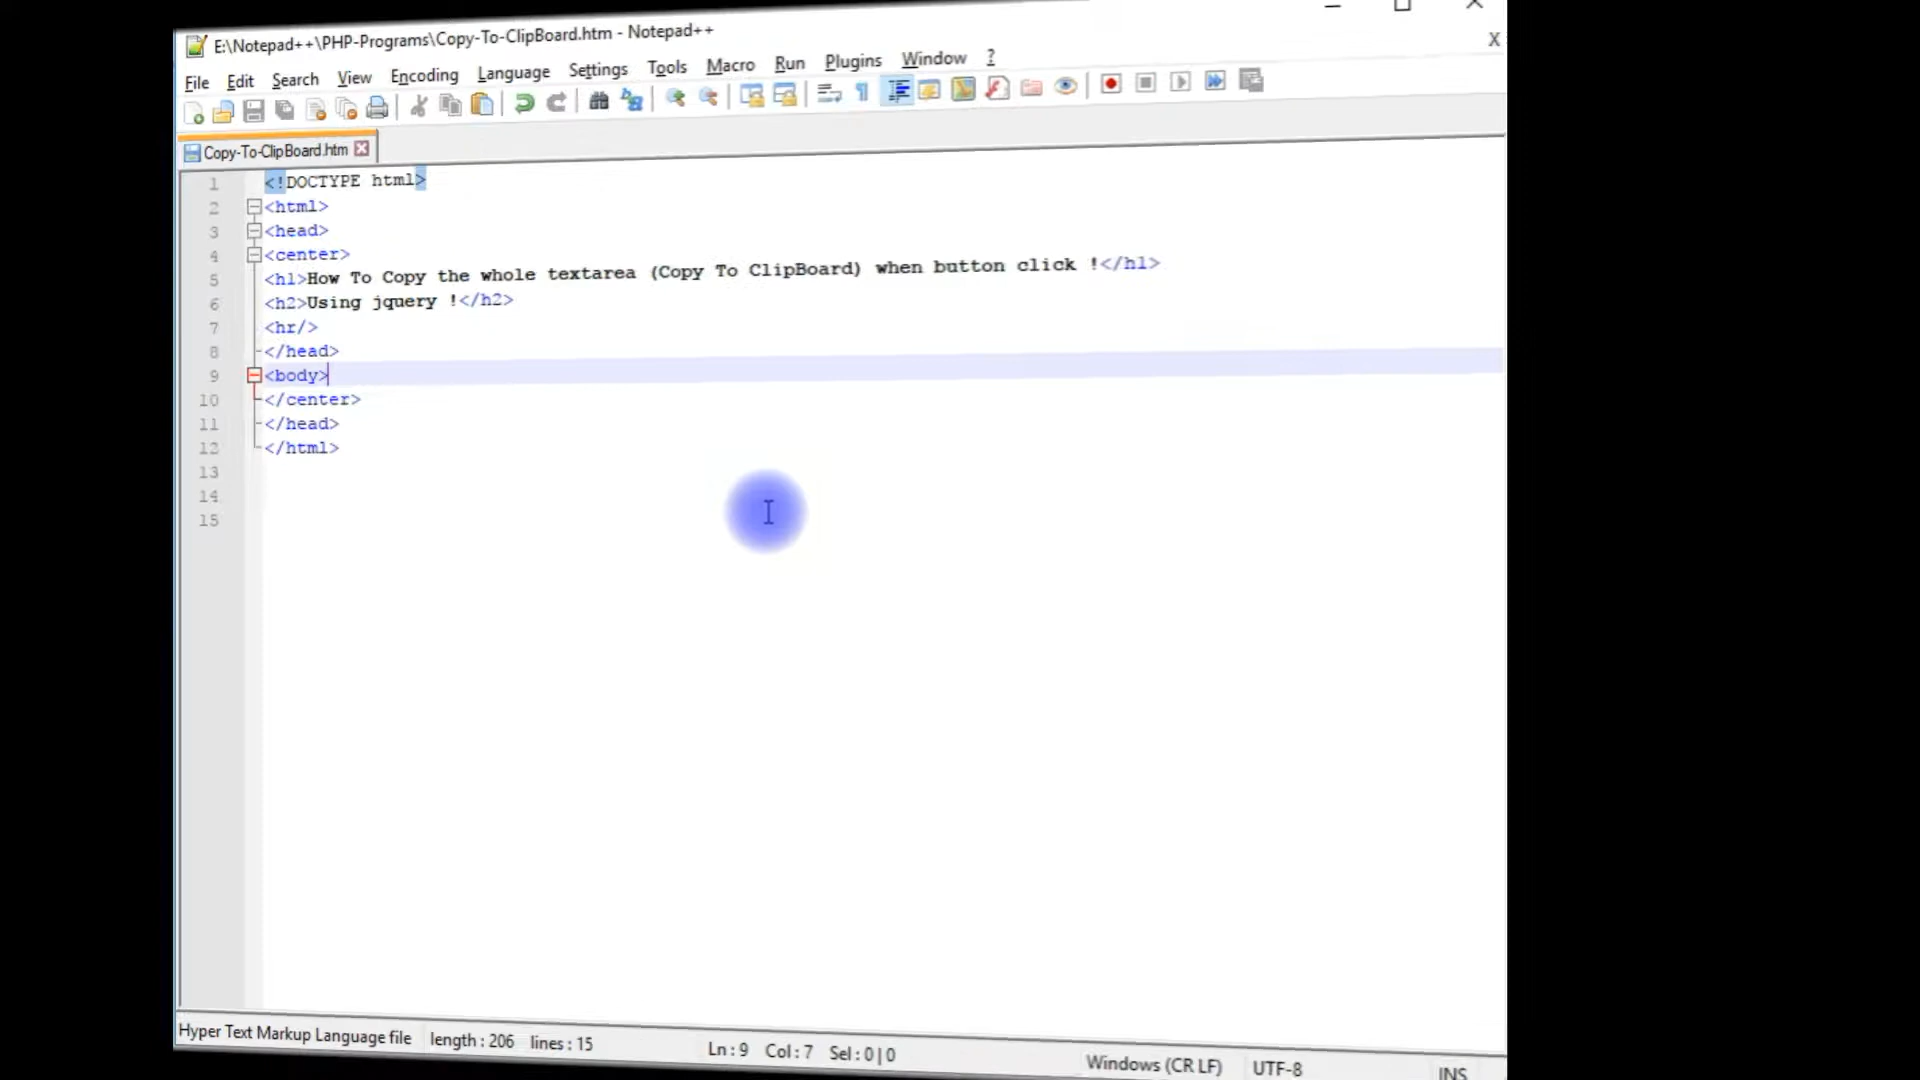 E:\Notepad++\PHP-Programs\Copy-To-ClipBoard.htm - Notepad++
X
File Edit Search View Encoding Language Settings Tools Macro Run Plugins Window ?
Copy-To-ClipBoard.htm
1 <!DOCTYPE html>
2 <html>
3 <head>
4 <center>
5 <h1>How To Copy the whole textarea (Copy To ClipBoard) when button click !</h1>
6 <h2>Using jquery !</h2>
7 <hr/>
8 </head>
9 <body>
10 </center>
11 </head>
12 </html>
13
14
15
Hyper Text Markup Language file length : 206 lines : 15 Ln : 9 Col : 7 Sel : 0 | 0 Windows (CR LF) UTF-8 INS